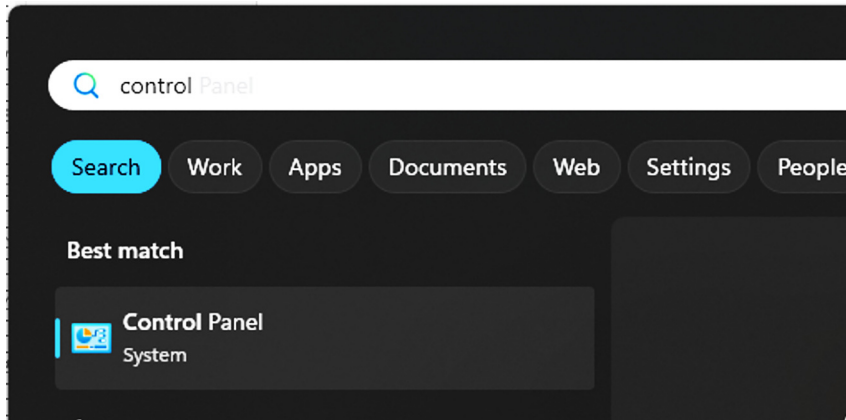 control Panel
Search Work Apps Documents Web Settings People
Best match
Control Panel
System